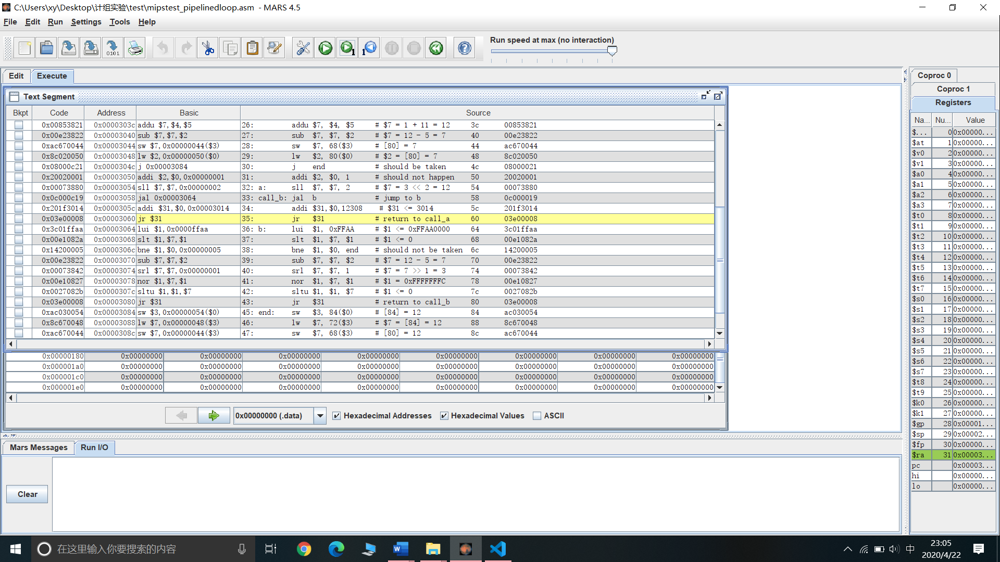 C:\Users\xy\Desktop\计组实验\test\mipstest_pipelinedloop.asm - MARS 4.5
File Edit Run Settings Tools Help
Run speed at max (no interaction)
Edit Execute
Text Segment
Bkpt Code Address Basic Source
0x00853821 0x0000303c addu $7,$4,$5 26: addu $7, $4, $5 # $7 = 1 + 11 = 12 3c 00853821
0x00e23822 0x00003040 sub $7,$7,$2 27: sub $7, $7, $2 # $7 = 12 - 5 = 7 40 00e23822
0xac670044 0x00003044 sw $7,0x00000044($3) 28: sw $7, 68($3) # [80] = 7 44 ac670044
0x8c020050 0x00003048 lw $2,0x00000050($0) 29: lw $2, 80($0) # $2 = [80] = 7 48 8c020050
0x08000c21 0x0000304c j 0x00003084 30: j end # should be taken 4c 08000021
0x20020001 0x00003050 addi $2,$0,0x00000001 31: addi $2, $0, 1 # should not happen 50 20020001
0x00073880 0x00003054 sll $7,$7,0x00000002 32: a: sll $7, $7, 2 # $7 = 3 << 2 = 12 54 00073880
0x0c000c19 0x00003058 jal 0x00003064 33: call_b: jal b # jump to b 58 0c000019
0x201f3014 0x0000305c addi $31,$0,0x00003014 34: addi $31,$0,12308 # $31 <= 3014 5c 201f3014
0x03e00008 0x00003060 jr $31 35: jr $31 # return to call_a 60 03e00008
0x3c01ffaa 0x00003064 lui $1,0x0000ffaa 36: b: lui $1, 0xFFAA # $1 <= 0xFFAA0000 64 3c01ffaa
0x00e1082a 0x00003068 slt $1,$7,$1 37: slt $1, $7, $1 # $1 <= 0 68 00e1082a
0x14200005 0x0000306c bne $1,$0,0x00000005 38: bne $1, $0, end # should not be taken 6c 14200005
0x00e23822 0x00003070 sub $7,$7,$2 39: sub $7, $7, $2 # $7 = 12 - 5 = 7 70 00e23822
0x00073842 0x00003074 srl $7,$7,0x00000001 40: srl $7, $7, 1 # $7 = 7 >> 1 = 3 74 00073842
0x00e10827 0x00003078 nor $1,$7,$1 41: nor $1, $7, $1 # $1 = 0xFFFFFFFC 78 00e10827
0x0027082b 0x0000307c sltu $1,$1,$7 42: sltu $1, $1, $7 # $1 <= 0 7c 0027082b
0x03e00008 0x00003080 jr $31 43: jr $31 # return to call_b 80 03e00008
0xac030054 0x00003084 sw $3,0x00000054($0) 45: end: sw $3, 84($0) # [84] = 12 84 ac030054
0x8c670048 0x00003088 lw $7,0x00000048($3) 46: lw $7, 72($3) # $7 = [84] = 12 88 8c670048
0xac670044 0x0000308c sw $7,0x00000044($3) 47: sw $7, 68($3) # [80] = 12 8c ac670044
0x00000180 0x00000000 0x00000000 0x00000000 0x00000000 0x00000000 0x00000000 0x00000000 0x00000000
0x000001a0 0x00000000 0x00000000 0x00000000 0x00000000 0x00000000 0x00000000 0x00000000 0x00000000
0x000001c0 0x00000000 0x00000000 0x00000000 0x00000000 0x00000000 0x00000000 0x00000000 0x00000000
0x000001e0 0x00000000 0x00000000 0x00000000 0x00000000 0x00000000 0x00000000 0x00000000 0x00000000
0x00000000 (.data) Hexadecimal Addresses Hexadecimal Values ASCII
Mars Messages Run I/O
Clear
Coproc 0
Coproc 1
Registers
Na... Nu... Value
$... 0 0x00000...
$at 1 0x00000...
$v0 2 0x00000...
$v1 3 0x00000...
$a0 4 0x00000...
$a1 5 0x00000...
$a2 6 0x00000...
$a3 7 0x00000...
$t0 8 0x00000...
$t1 9 0x00000...
$t2 10 0x00000...
$t3 11 0x00000...
$t4 12 0x00000...
$t5 13 0x00000...
$t6 14 0x00000...
$t7 15 0x00000...
$s0 16 0x00000...
$s1 17 0x00000...
$s2 18 0x00000...
$s3 19 0x00000...
$s4 20 0x00000...
$s5 21 0x00000...
$s6 22 0x00000...
$s7 23 0x00000...
$t8 24 0x00000...
$t9 25 0x00000...
$k0 26 0x00000...
$k1 27 0x00000...
$gp 28 0x00001...
$sp 29 0x00002...
$fp 30 0x00000...
$ra 31 0x00003...
pc 0x00003...
hi 0x00000...
lo 0x00000...
在这里输入你要搜索的内容
中
23:05
2020/4/22